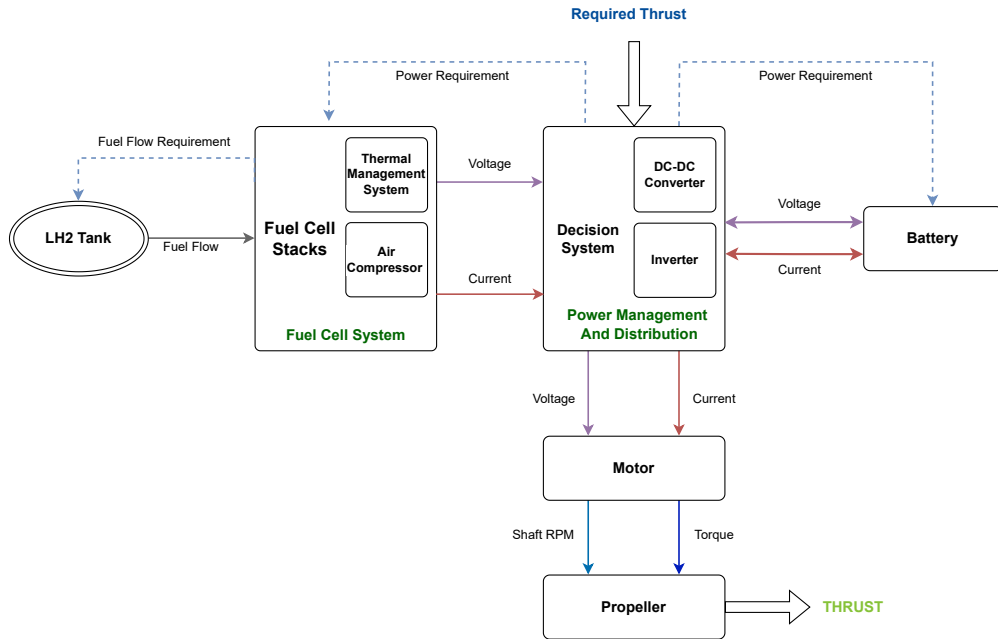 Required Thrust
Power Requirement
Power Requirement
Fuel Flow Requirement
Thermal
Management
System
Voltage
DC-DC
Converter
Voltage
Fuel Cell
Stacks
Decision
System
LH2 Tank
Fuel Flow
Air
Compressor
Inverter
Battery
Current
Current
Fuel Cell System
Power Management
And Distribution
Voltage
Current
Motor
Shaft RPM
Torque
Propeller
THRUST